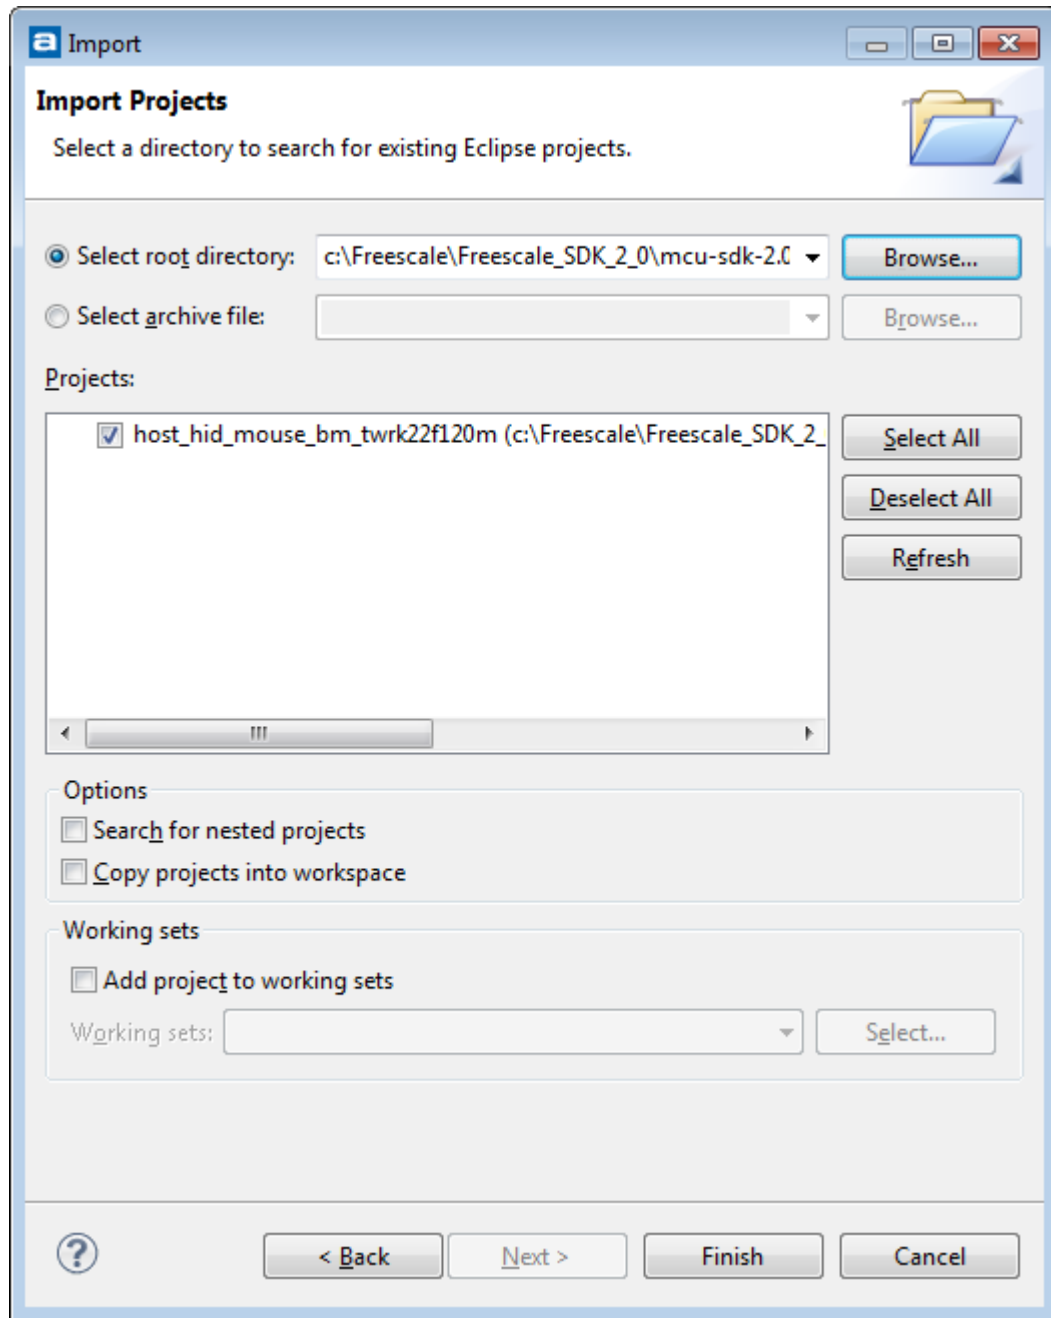 Import
Import Projects
Select a directory to search for existing Eclipse projects.
Select root directory: c:\Freescale\Freescale_SDK_2_0\mcu-sdk-2.0 Browse...
Select archive file: Browse...
Projects:
host_hid_mouse_bm_twrk22f120m (c:\Freescale\Freescale_SDK_2_
Select All
Deselect All
Refresh
Options
Search for nested projects
Copy projects into workspace
Working sets
Add project to working sets
Working sets: Select...
< Back Next > Finish Cancel